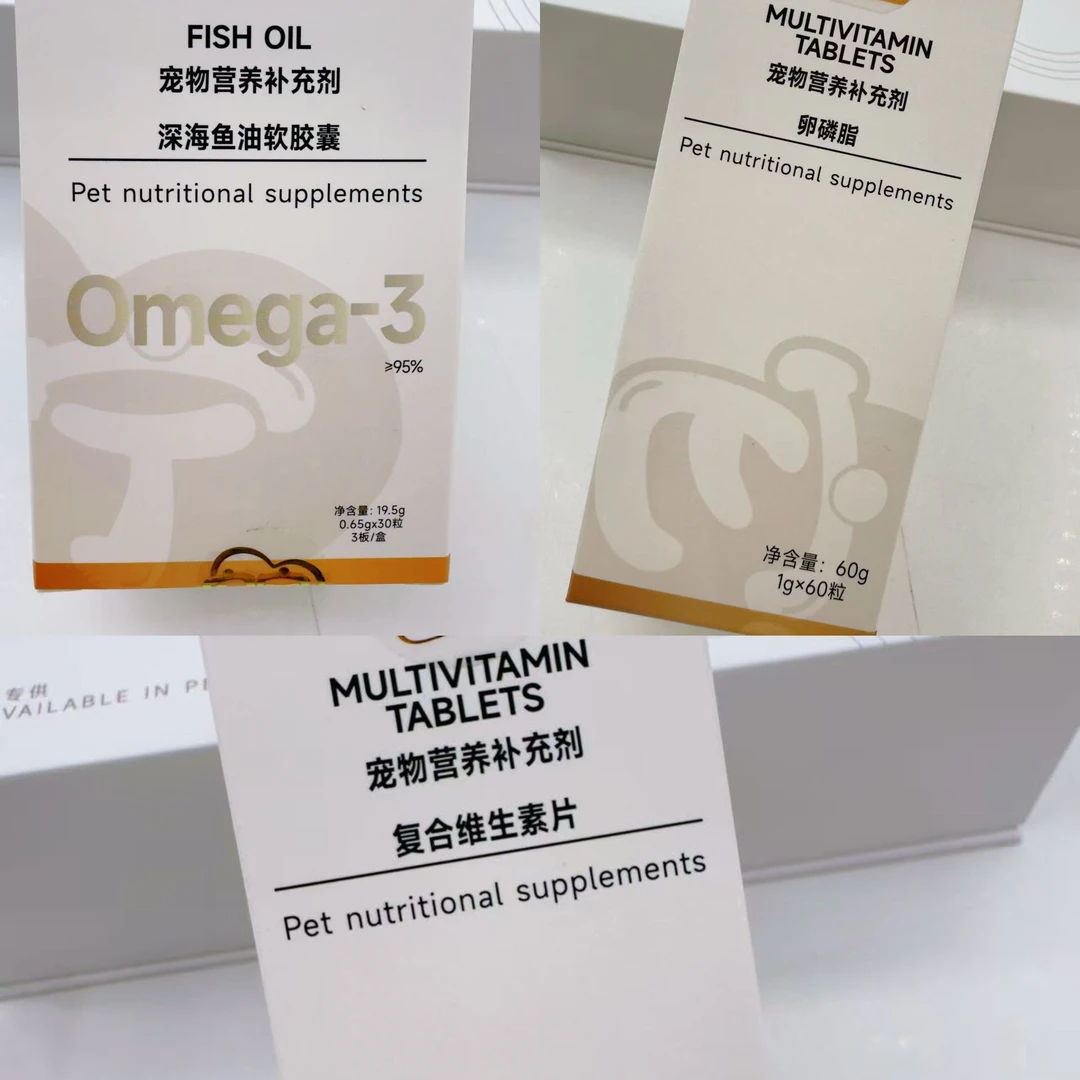 FISH OIL
宠物营养补充剂
深海鱼油软胶囊
Pet nutritional supplements
Omega-3
≥95%
净含量：19.5g
0.65gx30粒
3板/盒
MULTIVITAMIN
TABLETS
宠物营养补充剂
卵磷脂
Pet nutritional supplements
净含量：60g
1g×60粒
专供
VAILABLE IN PE
MULTIVITAMIN
TABLETS
宠物营养补充剂
复合维生素片
Pet nutritional supplements